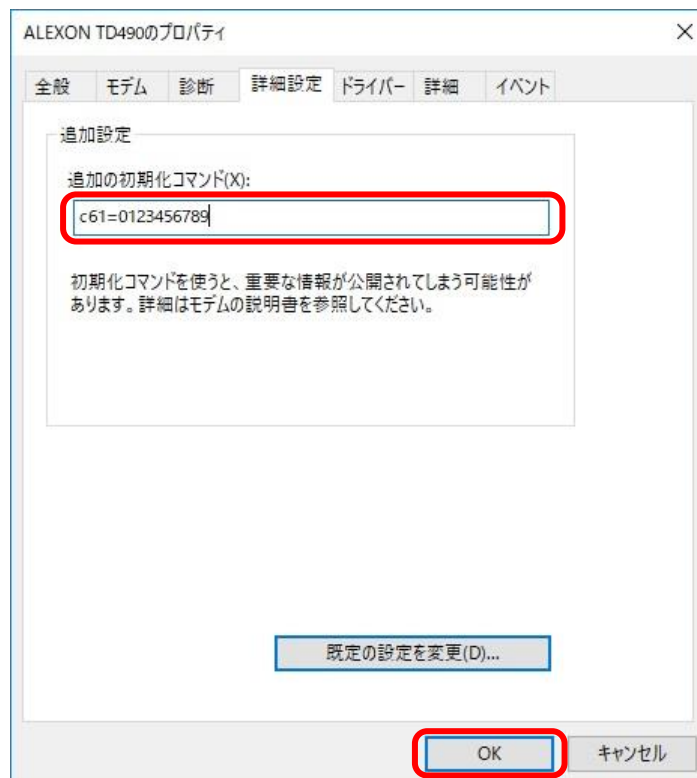 ALEXON TD490のプロパティ
全般 モデム 診断 詳細設定 ドライバー 詳細 イベント
追加設定
追加の初期化コマンド(X):
c61=0123456789
初期化コマンドを使うと、重要な情報が公開されてしまう可能性が
あります。詳細はモデムの説明書を参照してください。
既定の設定を変更(D)...
OK キャンセル